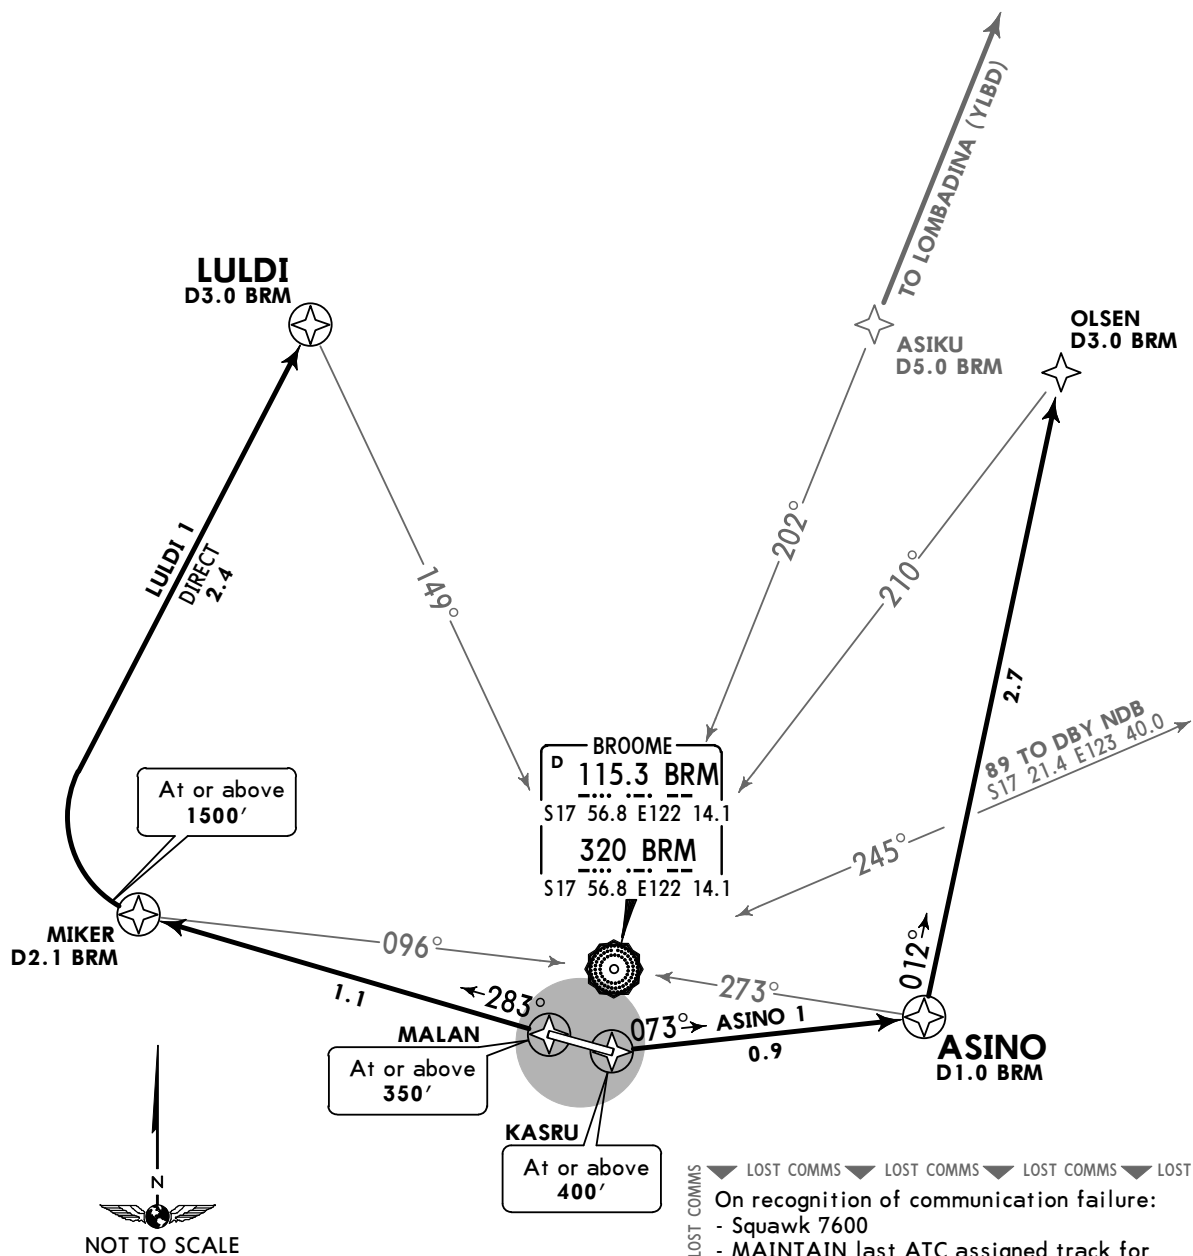 TO LOMBADINA (YLBD)
LULDI
D3.0 BRM
OLSEN
D3.0 BRM
ASIKU
D5.0 BRM
LULDI 1
DIRECT
2.4
149°
202°
210°
2.7
89 TO DBY NDB
S17 21.4 E123 40.0
BROOME
D 115.3 BRM
S17 56.8 E122 14.1
320 BRM
S17 56.8 E122 14.1
At or above
1500′
245°
MIKER
D2.1 BRM
096°
012°
1.1
283°
273°
MALAN
073°
ASINO 1
0.9
ASINO
D1.0 BRM
At or above
350′
KASRU
At or above
400′
N
NOT TO SCALE
LOST COMMS LOST COMMS LOST COMMS LOST
LOST COMMS
LOST
On recognition of communication failure:
- Squawk 7600
- MAINTAIN last ATC assigned track for